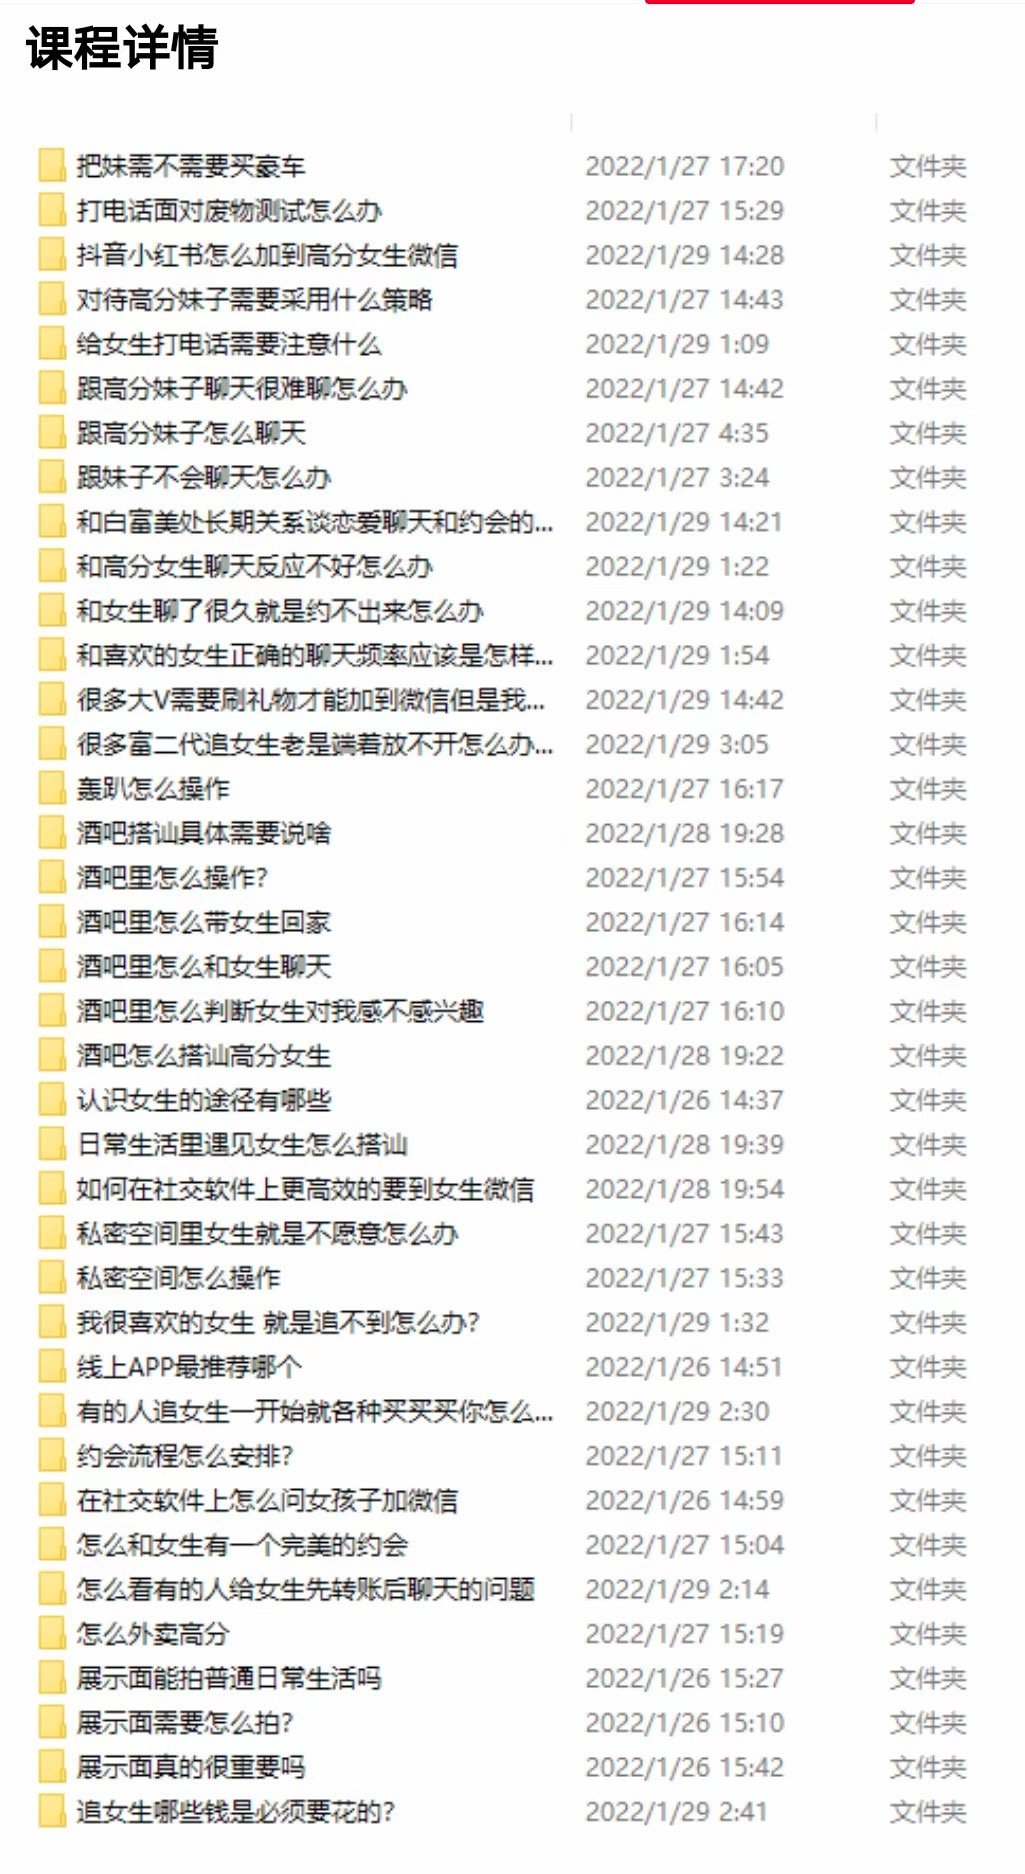 课程详情
把妹需不需要买豪车 2022/1/27 17:20 文件夹
打电话面对废物测试怎么办 2022/1/27 15:29 文件夹
抖音小红书怎么加到高分女生微信 2022/1/29 14:28 文件夹
对待高分妹子需要采用什么策略 2022/1/27 14:43 文件夹
给女生打电话需要注意什么 2022/1/29 1:09 文件夹
跟高分妹子聊天很难聊怎么办 2022/1/27 14:42 文件夹
跟高分妹子怎么聊天 2022/1/27 4:35 文件夹
跟妹子不会聊天怎么办 2022/1/27 3:24 文件夹
和白富美处长期关系谈恋爱聊天和约会的... 2022/1/29 14:21 文件夹
和高分女生聊天反应不好怎么办 2022/1/29 1:22 文件夹
和女生聊了很久就是约不出来怎么办 2022/1/29 14:09 文件夹
和喜欢的女生正确的聊天频率应该是怎样... 2022/1/29 1:54 文件夹
很多大V需要刷礼物才能加到微信但是我... 2022/1/29 14:42 文件夹
很多富二代追女生老是端着放不开怎么办... 2022/1/29 3:05 文件夹
轰趴怎么操作 2022/1/27 16:17 文件夹
酒吧搭讪具体需要说啥 2022/1/28 19:28 文件夹
酒吧里怎么操作? 2022/1/27 15:54 文件夹
酒吧里怎么带女生回家 2022/1/27 16:14 文件夹
酒吧里怎么和女生聊天 2022/1/27 16:05 文件夹
酒吧里怎么判断女生对我感不感兴趣 2022/1/27 16:10 文件夹
酒吧怎么搭讪高分女生 2022/1/28 19:22 文件夹
认识女生的途径有哪些 2022/1/26 14:37 文件夹
日常生活里遇见女生怎么搭讪 2022/1/28 19:39 文件夹
如何在社交软件上更高效的要到女生微信 2022/1/28 19:54 文件夹
私密空间里女生就是不愿意怎么办 2022/1/27 15:43 文件夹
私密空间怎么操作 2022/1/27 15:33 文件夹
我很喜欢的女生 就是追不到怎么办? 2022/1/29 1:32 文件夹
线上APP最推荐哪个 2022/1/26 14:51 文件夹
有的人追女生一开始就各种买买买你怎么... 2022/1/29 2:30 文件夹
约会流程怎么安排? 2022/1/27 15:11 文件夹
在社交软件上怎么问女孩子加微信 2022/1/26 14:59 文件夹
怎么和女生有一个完美的约会 2022/1/27 15:04 文件夹
怎么看有的人给女生先转账后聊天的问题 2022/1/29 2:14 文件夹
怎么外卖高分 2022/1/27 15:19 文件夹
展示面能拍普通日常生活吗 2022/1/26 15:27 文件夹
展示面需要怎么拍? 2022/1/26 15:10 文件夹
展示面真的很重要吗 2022/1/26 15:42 文件夹
追女生哪些钱是必须要花的? 2022/1/29 2:41 文件夹